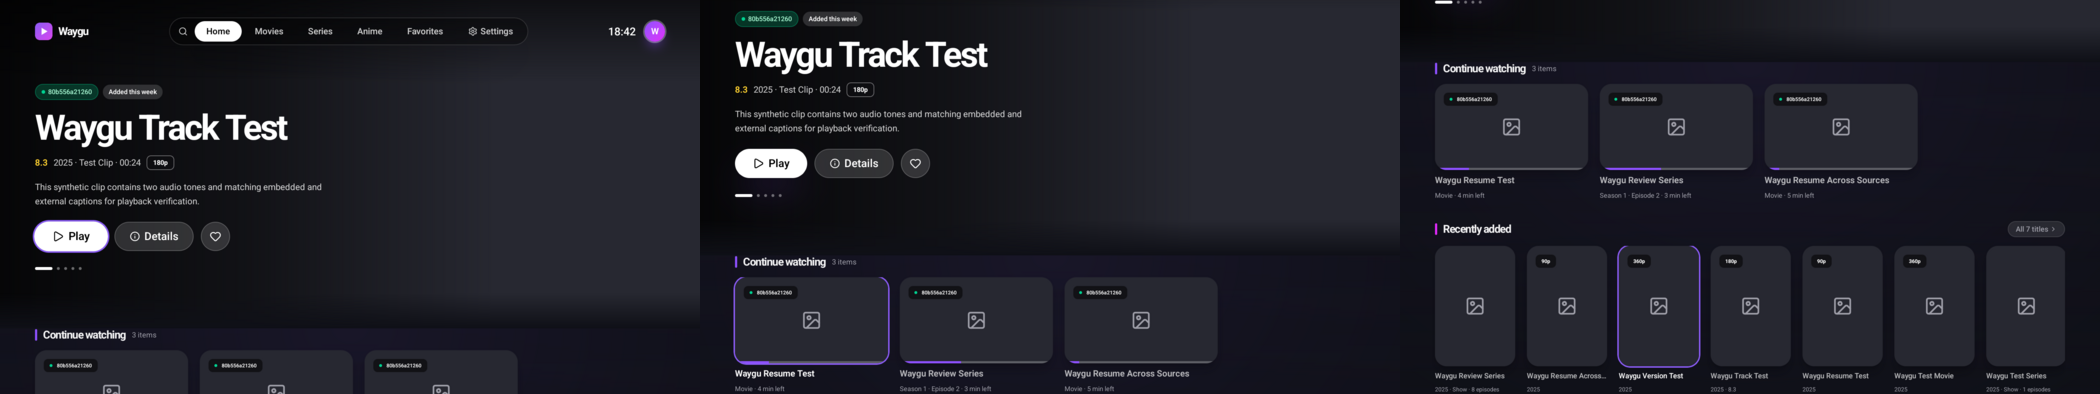 Waygu
Home Movies Series Anime Favorites Settings
18:42 W
80b556a21260 Added this week
Waygu Track Test
8.3 2025 · Test Clip · 00:24 180p
This synthetic clip contains two audio tones and matching embedded and
external captions for playback verification.
Play Details
Continue watching 3 items
80b556a21260 80b556a21260 80b556a21260
80b556a21260 Added this week
Waygu Track Test
8.3 2025 · Test Clip · 00:24 180p
This synthetic clip contains two audio tones and matching embedded and
external captions for playback verification.
Play Details
Continue watching 3 items
80b556a21260 80b556a21260 80b556a21260
Waygu Resume Test Waygu Review Series Waygu Resume Across Sources
Movie · 4 min left Season 1 · Episode 2 · 3 min left Movie · 5 min left
Continue watching 3 items
80b556a21260 80b556a21260 80b556a21260
Waygu Resume Test Waygu Review Series Waygu Resume Across Sources
Movie · 4 min left Season 1 · Episode 2 · 3 min left Movie · 5 min left
Recently added All 7 titles
90p 360p 180p 90p 360p
Waygu Review Series Waygu Resume Across... Waygu Version Test Waygu Track Test Waygu Resume Test Waygu Test Movie Waygu Test Series
2025 · Show · 8 episodes 2025 2025 2025 · 8.3 2025 2025 2025 · Show · 1 episodes